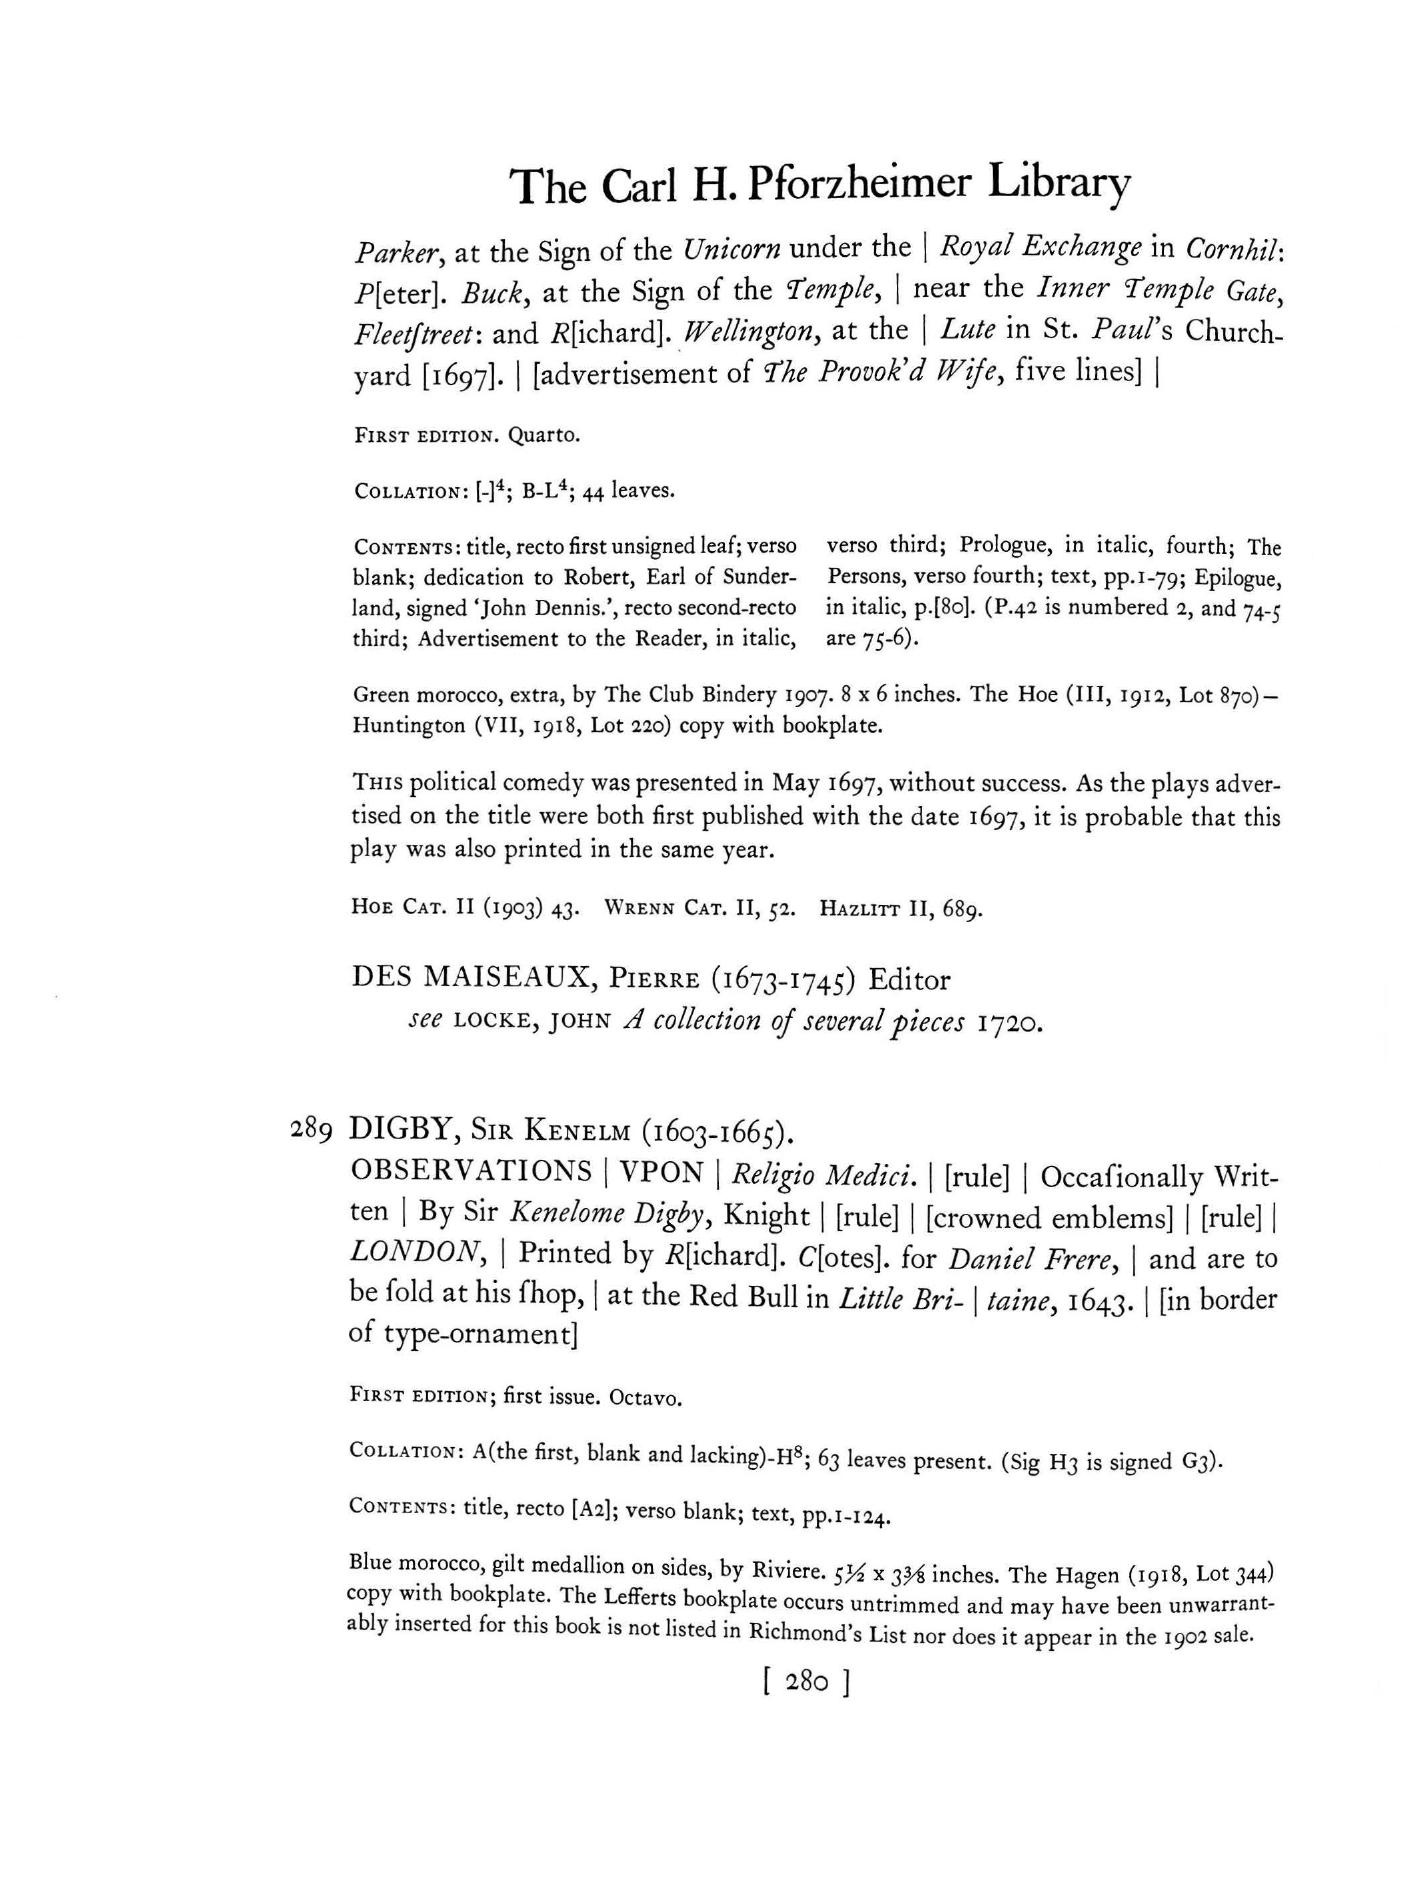 The Carl H. Pforzheimer Library
Parker, at the Sign of the Unicorn under the | Royal Exchange in Cornhil:
P[eter]. Buck, at the Sign of the Temple, | near the Inner Temple Gate,
Fleetſtreet: and R[ichard]. Wellington, at the | Lute in St. Paul's Church-
yard [1697]. | [advertisement of The Provok'd Wife, five lines] |
First edition. Quarto.
Collation: [-]⁴; B-L⁴; 44 leaves.
Contents: title, recto first unsigned leaf; verso
blank; dedication to Robert, Earl of Sunder-
land, signed 'John Dennis.', recto second-recto
third; Advertisement to the Reader, in italic,
verso third; Prologue, in italic, fourth; The
Persons, verso fourth; text, pp.1-79; Epilogue,
in italic, p.[80]. (P.42 is numbered 2, and 74-5
are 75-6).
Green morocco, extra, by The Club Bindery 1907. 8 x 6 inches. The Hoe (III, 1912, Lot 870) —
Huntington (VII, 1918, Lot 220) copy with bookplate.
This political comedy was presented in May 1697, without success. As the plays adver-
tised on the title were both first published with the date 1697, it is probable that this
play was also printed in the same year.
Hoe Cat. II (1903) 43. Wrenn Cat. II, 52. Hazlitt II, 689.
DES MAISEAUX, Pierre (1673-1745) Editor
see LOCKE, JOHN A collection of several pieces 1720.
289 DIGBY, Sir Kenelm (1603-1665).
OBSERVATIONS | VPON | Religio Medici. | [rule] | Occaſionally Writ-
ten | By Sir Kenelome Digby, Knight | [rule] | [crowned emblems] | [rule] |
LONDON, | Printed by R[ichard]. C[otes]. for Daniel Frere, | and are to
be ſold at his ſhop, | at the Red Bull in Little Bri- | taine, 1643. | [in border
of type-ornament]
First edition; first issue. Octavo.
Collation: A(the first, blank and lacking)-H⁸; 63 leaves present. (Sig H3 is signed G3).
Contents: title, recto [A2]; verso blank; text, pp.1-124.
Blue morocco, gilt medallion on sides, by Riviere. 5½ x 3⅜ inches. The Hagen (1918, Lot 344)
copy with bookplate. The Lefferts bookplate occurs untrimmed and may have been unwarrant-
ably inserted for this book is not listed in Richmond's List nor does it appear in the 1902 sale.
[ 280 ]